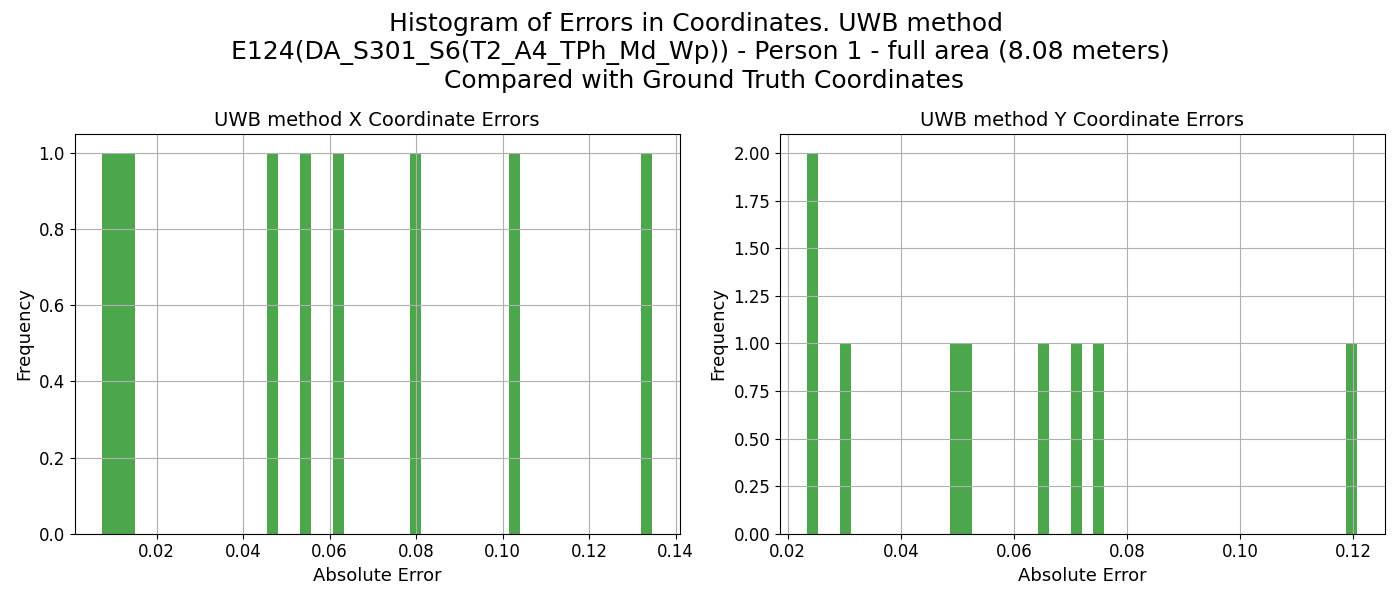 Histogram of Errors in Coordinates. UWB method
E124(DA_S301_S6(T2_A4_TPh_Md_Wp)) - Person 1 - full area (8.08 meters)
Compared with Ground Truth Coordinates
UWB method X Coordinate Errors
Frequency
1.0
0.8
0.6
0.4
0.2
0.0
0.02 0.04 0.06 0.08 0.10 0.12 0.14
Absolute Error
UWB method Y Coordinate Errors
Frequency
2.00
1.75
1.50
1.25
1.00
0.75
0.50
0.25
0.00
0.02 0.04 0.06 0.08 0.10 0.12
Absolute Error